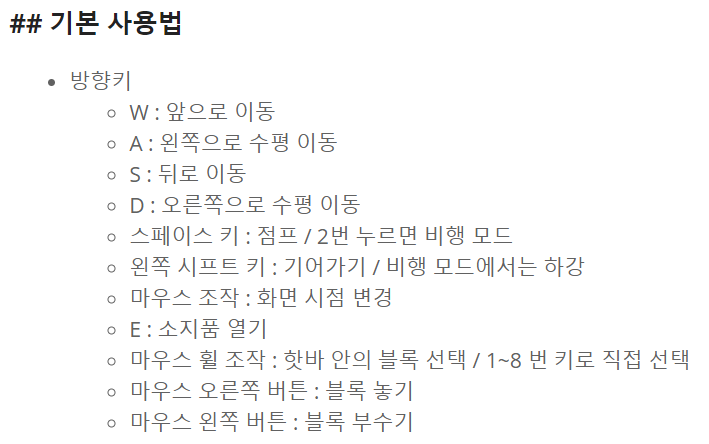 ## 기본 사용법
• 방향키
◦ W : 앞으로 이동
◦ A : 왼쪽으로 수평 이동
◦ S : 뒤로 이동
◦ D : 오른쪽으로 수평 이동
◦ 스페이스 키 : 점프 / 2번 누르면 비행 모드
◦ 왼쪽 시프트 키 : 기어가기 / 비행 모드에서는 하강
◦ 마우스 조작 : 화면 시점 변경
◦ E : 소지품 열기
◦ 마우스 휠 조작 : 핫바 안의 블록 선택 / 1~8 번 키로 직접 선택
◦ 마우스 오른쪽 버튼 : 블록 놓기
◦ 마우스 왼쪽 버튼 : 블록 부수기